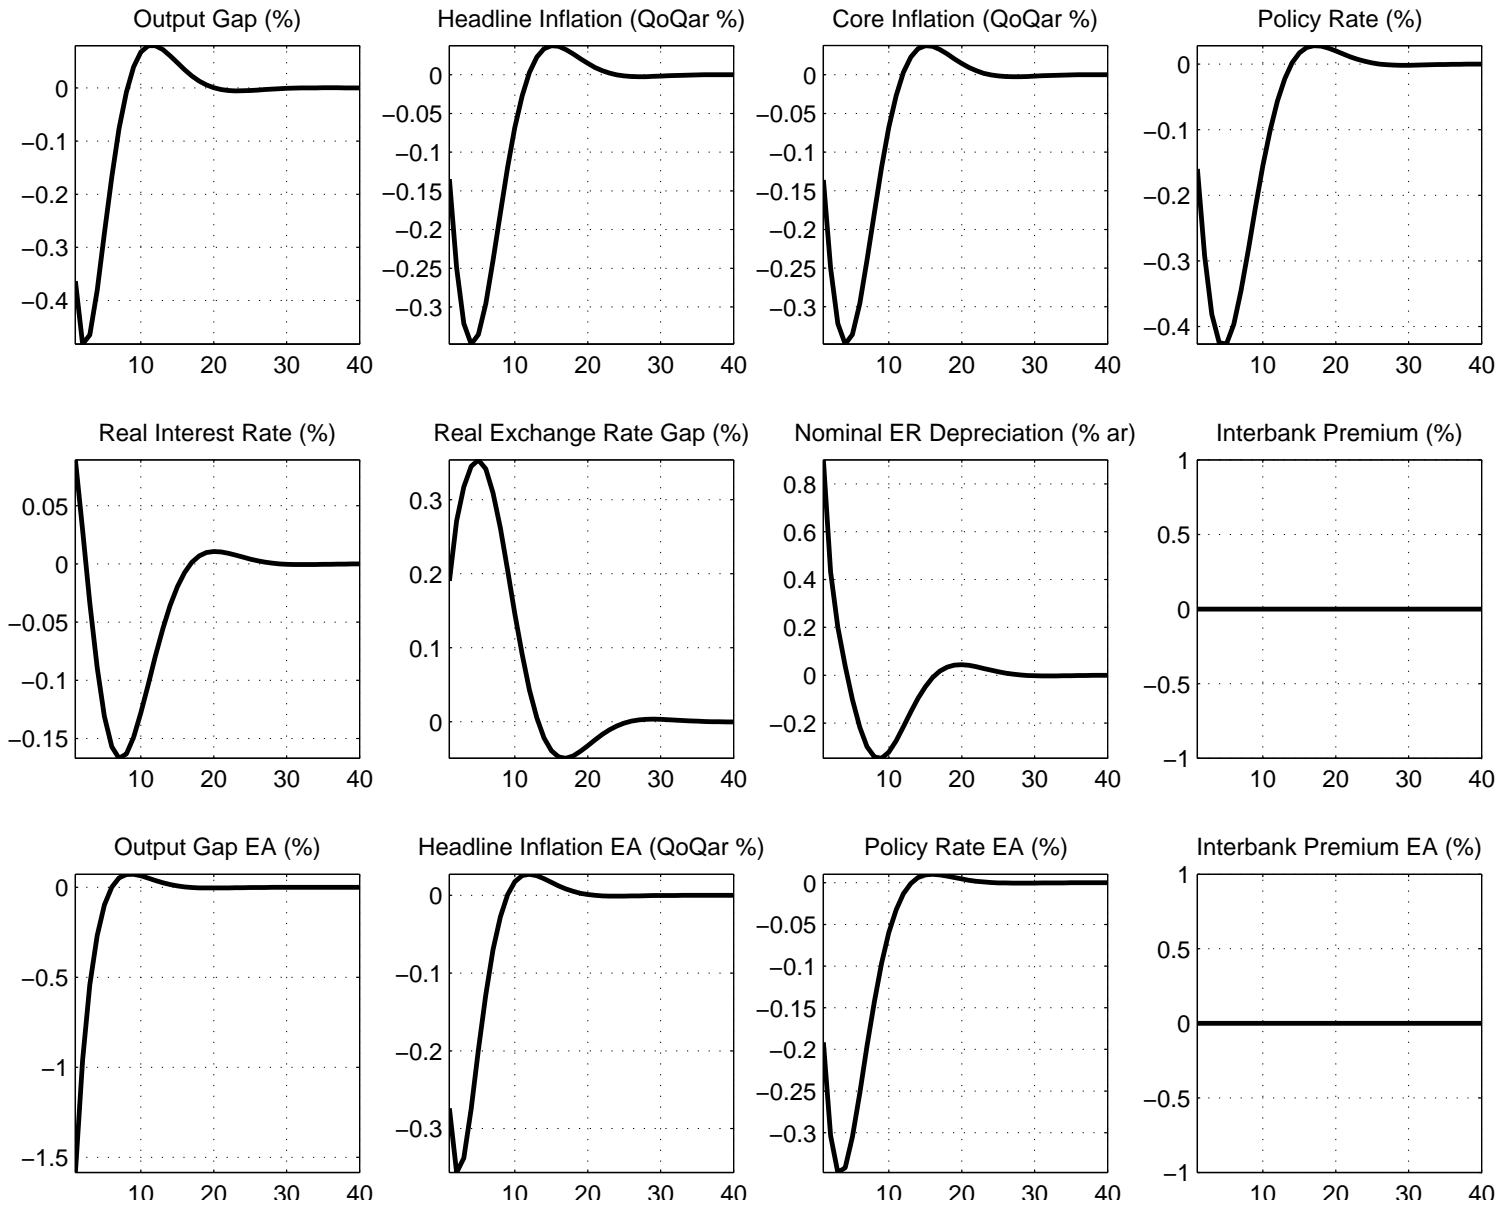 Output Gap (%)
0
−0.1
−0.2
−0.3
−0.4
10 20 30 40
Headline Inflation (QoQar %)
0
−0.05
−0.1
−0.15
−0.2
−0.25
−0.3
10 20 30 40
Core Inflation (QoQar %)
0
−0.05
−0.1
−0.15
−0.2
−0.25
−0.3
10 20 30 40
Policy Rate (%)
0
−0.1
−0.2
−0.3
−0.4
10 20 30 40
Real Interest Rate (%)
0.05
0
−0.05
−0.1
−0.15
10 20 30 40
Real Exchange Rate Gap (%)
0.3
0.2
0.1
0
10 20 30 40
Nominal ER Depreciation (% ar)
0.8
0.6
0.4
0.2
0
−0.2
10 20 30 40
Interbank Premium (%)
1
0.5
0
−0.5
−1
10 20 30 40
Output Gap EA (%)
0
−0.5
−1
−1.5
10 20 30 40
Headline Inflation EA (QoQar %)
0
−0.1
−0.2
−0.3
10 20 30 40
Policy Rate EA (%)
0
−0.05
−0.1
−0.15
−0.2
−0.25
−0.3
10 20 30 40
Interbank Premium EA (%)
1
0.5
0
−0.5
−1
10 20 30 40